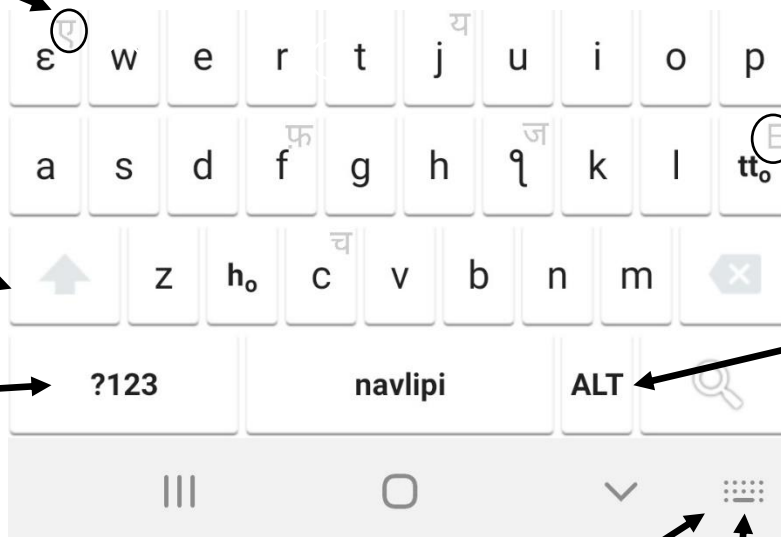 ए य
ε w e r t j u i o p
फ़ ज
a s d f g h ƪ k l ttₒ
च
z hₒ c v b n m
?123 navlipi ALT